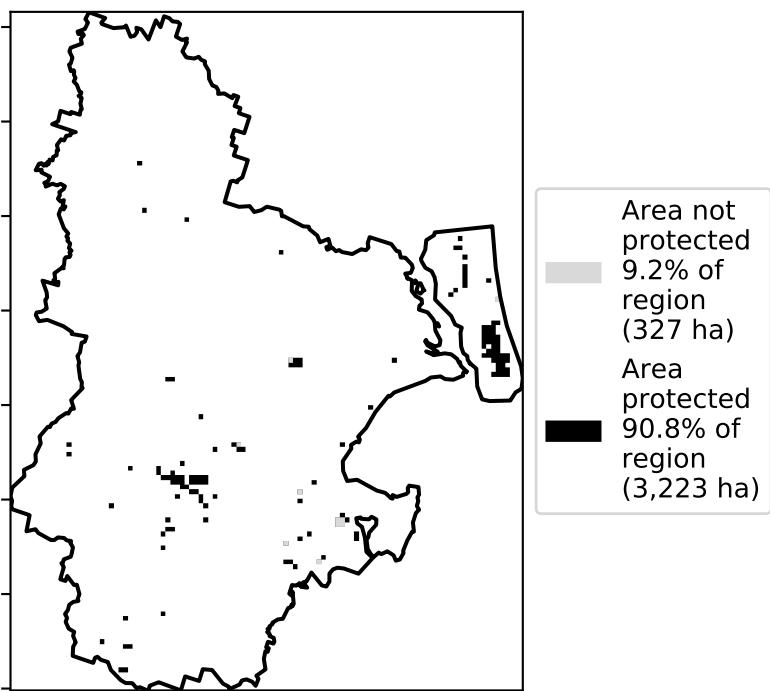 Area not
protected
9.2% of
region
(327 ha)
Area
protected
90.8% of
region
(3,223 ha)